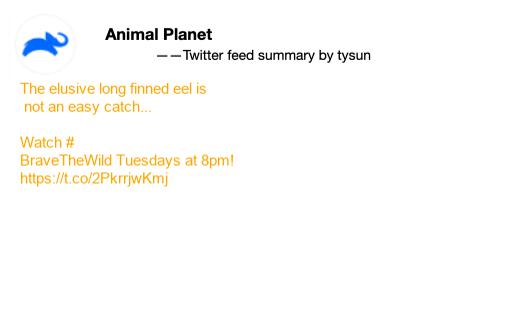 Animal Planet
——Twitter feed summary by tysun
The elusive long finned eel is
not an easy catch...
Watch #
BraveTheWild Tuesdays at 8pm!
https://t.co/2PkrrjwKmj